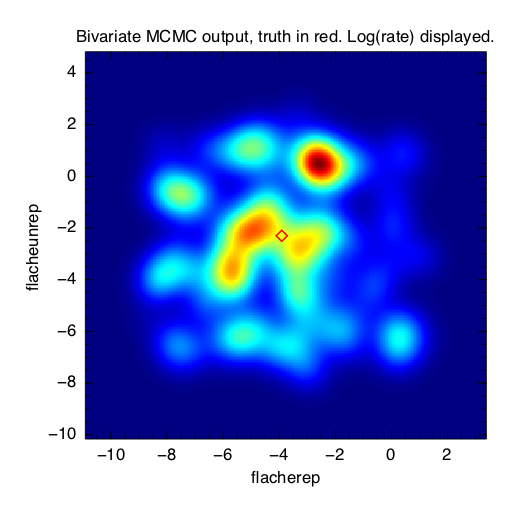 Bivariate MCMC output, truth in red. Log(rate) displayed.
4
2
0
−2
−4
−6
−8
−10
flacheunrep
−10 −8 −6 −4 −2 0 2
flacherep